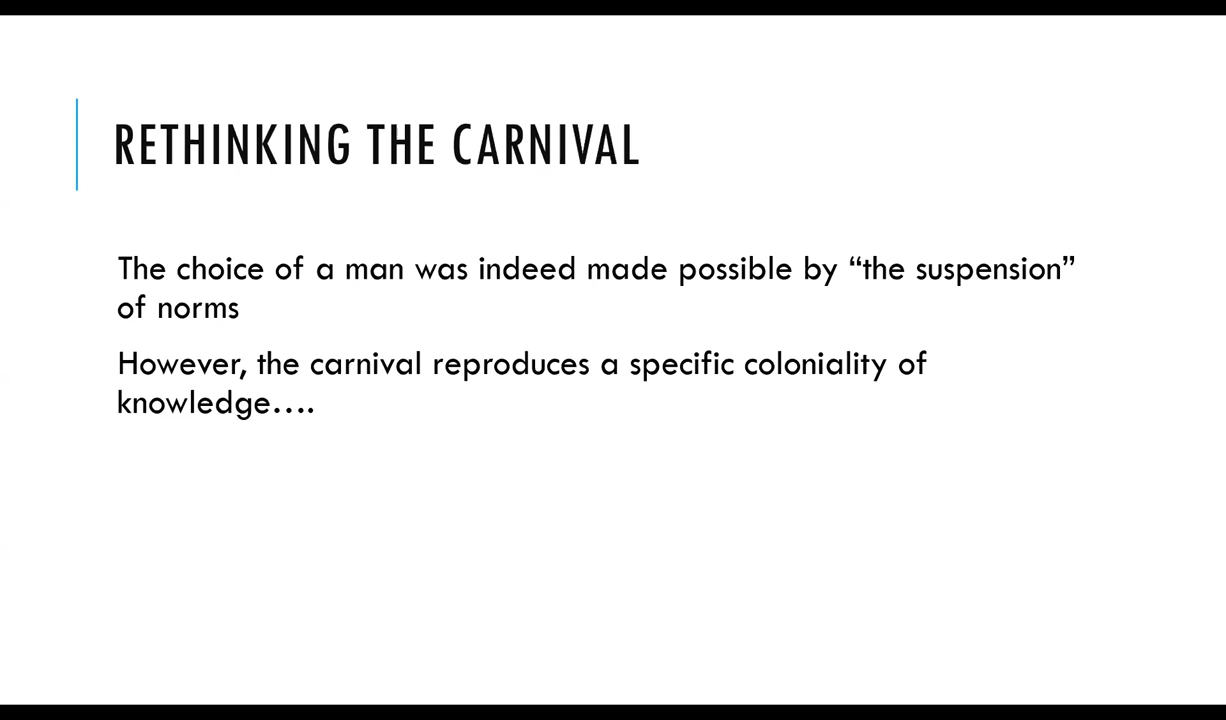 RETHINKING THE CARNIVAL
The choice of a man was indeed made possible by “the suspension”
of norms
However, the carnival reproduces a specific coloniality of
knowledge….